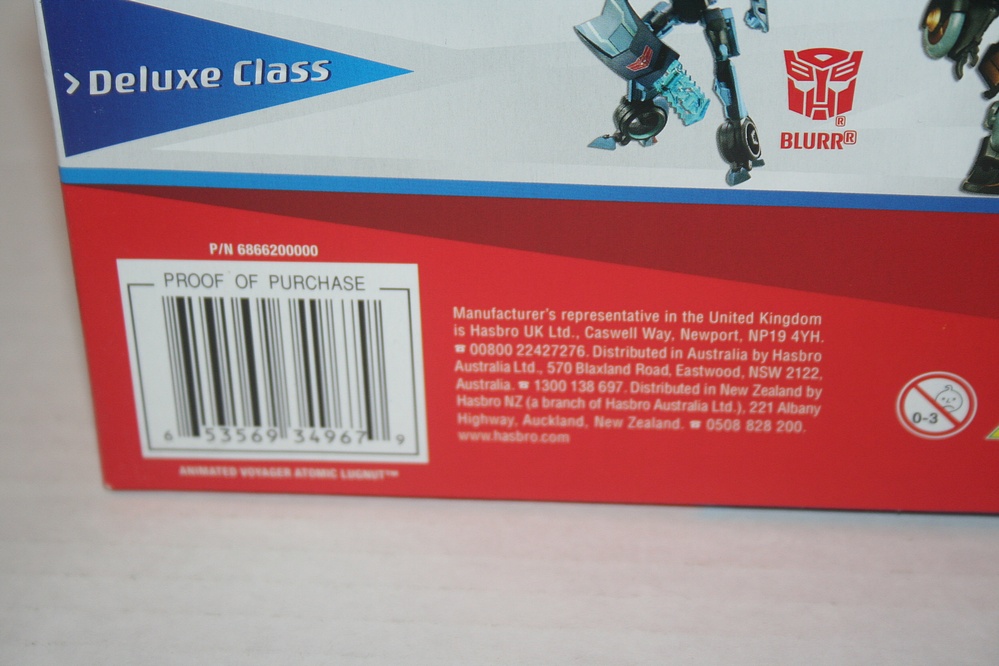 > Deluxe Class
®
BLURR®
P/N 6866200000
PROOF OF PURCHASE
6 53569 34967 9
ANIMATED VOYAGER ATOMIC LUGNUT™
Manufacturer's representative in the United Kingdom
is Hasbro UK Ltd., Caswell Way, Newport, NP19 4YH.
☎ 00800 22427276. Distributed in Australia by Hasbro
Australia Ltd., 570 Blaxland Road, Eastwood, NSW 2122,
Australia. ☎ 1300 138 697. Distributed in New Zealand by
Hasbro NZ (a branch of Hasbro Australia Ltd.), 221 Albany
Highway, Auckland, New Zealand. ☎ 0508 828 200.
www.hasbro.com
0-3